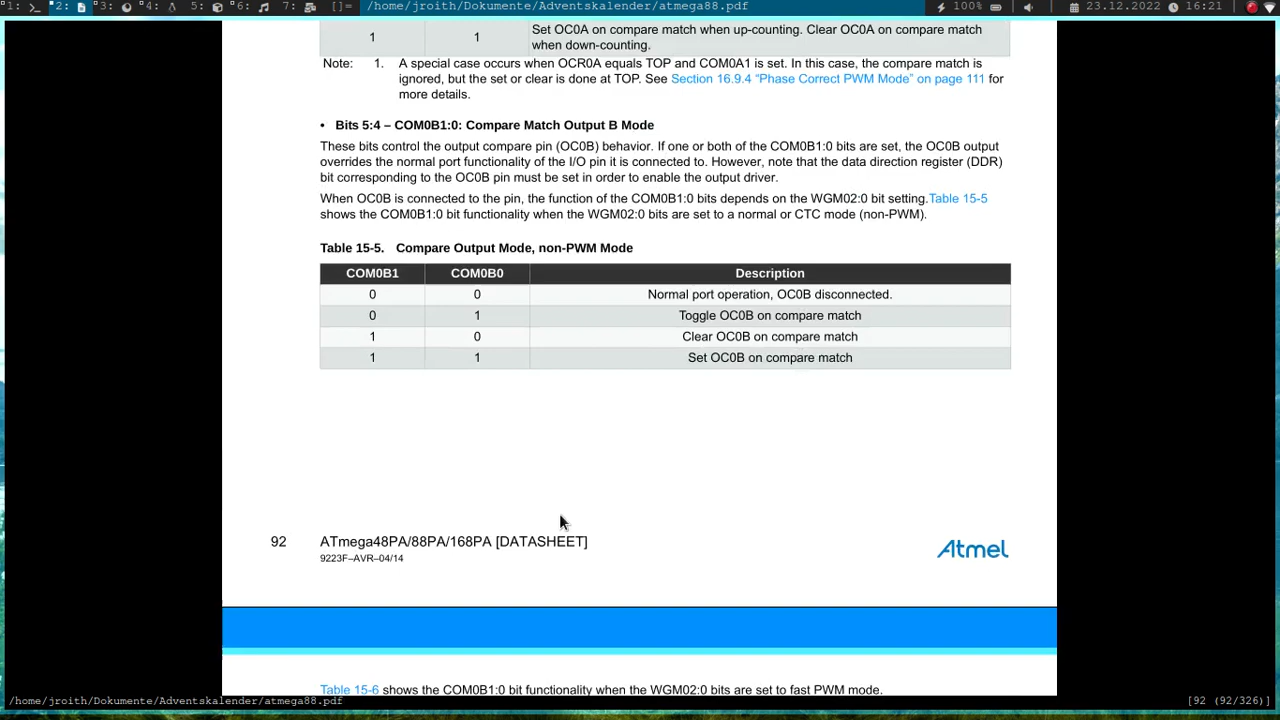 1: 2: 3: 4: 5: 6: 7: []= /home/jroith/Dokumente/Adventskalender/atmega88.pdf 100% 23.12.2022 16:21
1 1 Set OC0A on compare match when up-counting. Clear OC0A on compare match
when down-counting.
Note: 1. A special case occurs when OCR0A equals TOP and COM0A1 is set. In this case, the compare match is
ignored, but the set or clear is done at TOP. See Section 16.9.4 “Phase Correct PWM Mode” on page 111 for
more details.
• Bits 5:4 – COM0B1:0: Compare Match Output B Mode
These bits control the output compare pin (OC0B) behavior. If one or both of the COM0B1:0 bits are set, the OC0B output
overrides the normal port functionality of the I/O pin it is connected to. However, note that the data direction register (DDR)
bit corresponding to the OC0B pin must be set in order to enable the output driver.
When OC0B is connected to the pin, the function of the COM0B1:0 bits depends on the WGM02:0 bit setting.Table 15-5
shows the COM0B1:0 bit functionality when the WGM02:0 bits are set to a normal or CTC mode (non-PWM).
Table 15-5. Compare Output Mode, non-PWM Mode
COM0B1 COM0B0 Description
0 0 Normal port operation, OC0B disconnected.
0 1 Toggle OC0B on compare match
1 0 Clear OC0B on compare match
1 1 Set OC0B on compare match
92 ATmega48PA/88PA/168PA [DATASHEET]
9223F–AVR–04/14
Atmel
Table 15-6 shows the COM0B1:0 bit functionality when the WGM02:0 bits are set to fast PWM mode.
/home/jroith/Dokumente/Adventskalender/atmega88.pdf [92 (92/326)]